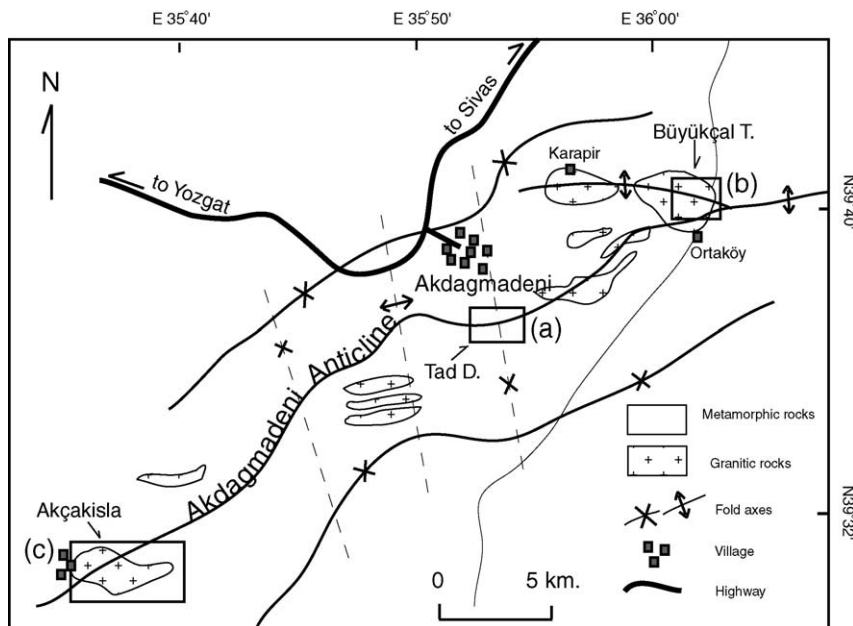 E 35°40'
E 35°50'
E 36°00'
N
to Sivas
to Yozgat
Büyükçal T.
Karapir
(b)
N39°40'
Ortaköy
Akdagmadeni
(a)
Tad D.
Akdagmadeni Anticline
Metamorphic rocks
Granitic rocks
Fold axes
N39°32'
Akçakisla
(c)
Village
0 5 km.
Highway